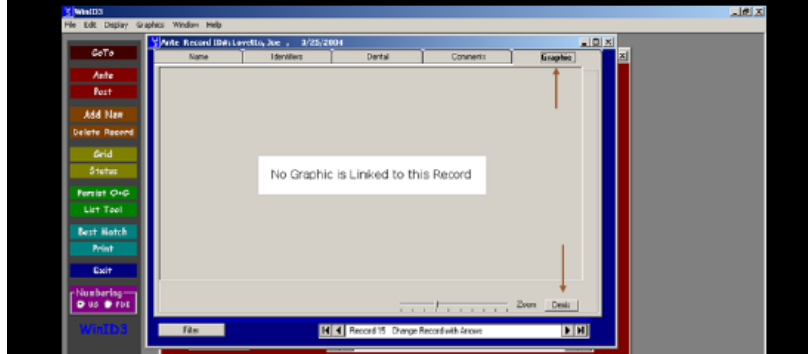 WinID3
File Edit Display Graphics Window Help
Ante Record ID#: Lovetto, Joe , 3/25/2004
Name Identifiers Dental Comments Graphic
GoTo
Ante
Post
Add New
Delete Record
Grid
Status
Persist O+G
List Tool
Best Match
Print
Exit
Numbering
US FDI
WinID3
No Graphic is Linked to this Record
Zoom
Filter
Record 15 Change Record with Arrows